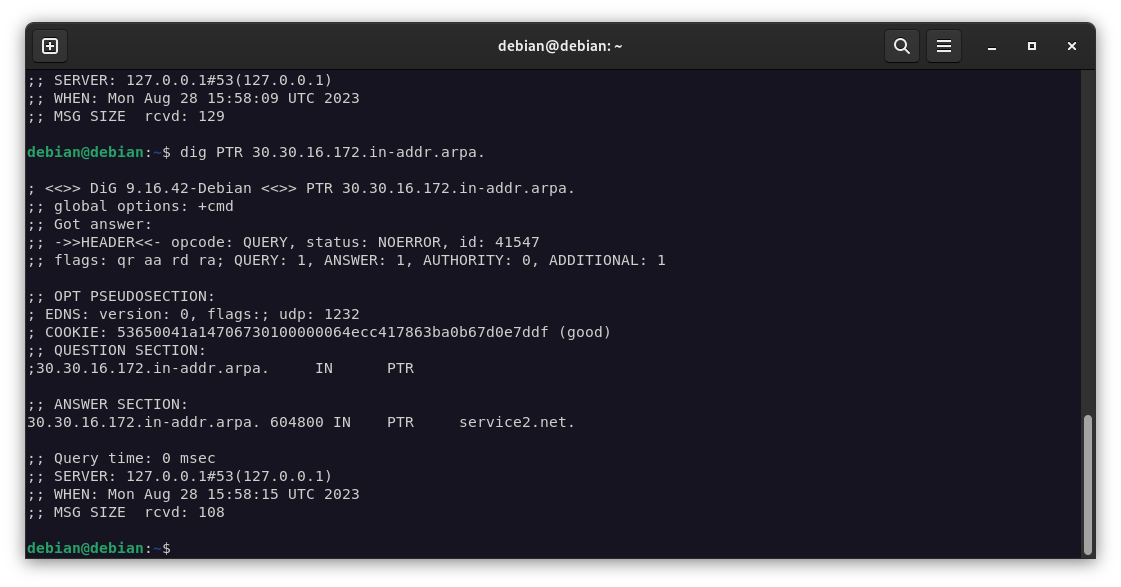 debian@debian: ~
;; SERVER: 127.0.0.1#53(127.0.0.1)
;; WHEN: Mon Aug 28 15:58:09 UTC 2023
;; MSG SIZE  rcvd: 129
debian@debian:~$ dig PTR 30.30.16.172.in-addr.arpa.
; <<>> DiG 9.16.42-Debian <<>> PTR 30.30.16.172.in-addr.arpa.
;; global options: +cmd
;; Got answer:
;; ->>HEADER<<- opcode: QUERY, status: NOERROR, id: 41547
;; flags: qr aa rd ra; QUERY: 1, ANSWER: 1, AUTHORITY: 0, ADDITIONAL: 1
;; OPT PSEUDOSECTION:
; EDNS: version: 0, flags:; udp: 1232
; COOKIE: 53650041a14706730100000064ecc417863ba0b67d0e7ddf (good)
;; QUESTION SECTION:
;30.30.16.172.in-addr.arpa.     IN      PTR
;; ANSWER SECTION:
30.30.16.172.in-addr.arpa. 604800 IN    PTR     service2.net.
;; Query time: 0 msec
;; SERVER: 127.0.0.1#53(127.0.0.1)
;; WHEN: Mon Aug 28 15:58:15 UTC 2023
;; MSG SIZE  rcvd: 108
debian@debian:~$